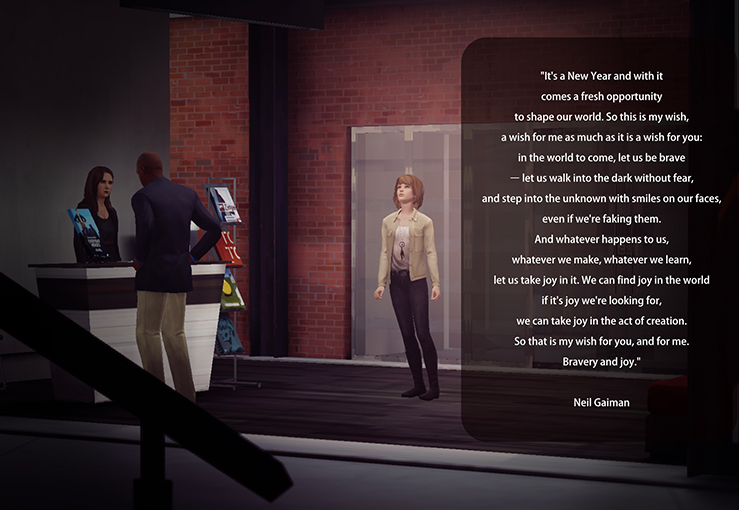 "It's a New Year and with it
comes a fresh opportunity
to shape our world. So this is my wish,
a wish for me as much as it is a wish for you:
in the world to come, let us be brave
— let us walk into the dark without fear,
and step into the unknown with smiles on our faces,
even if we're faking them.
And whatever happens to us,
whatever we make, whatever we learn,
let us take joy in it. We can find joy in the world
if it's joy we're looking for,
we can take joy in the act of creation.
So that is my wish for you, and for me.
Bravery and joy."
Neil Gaiman